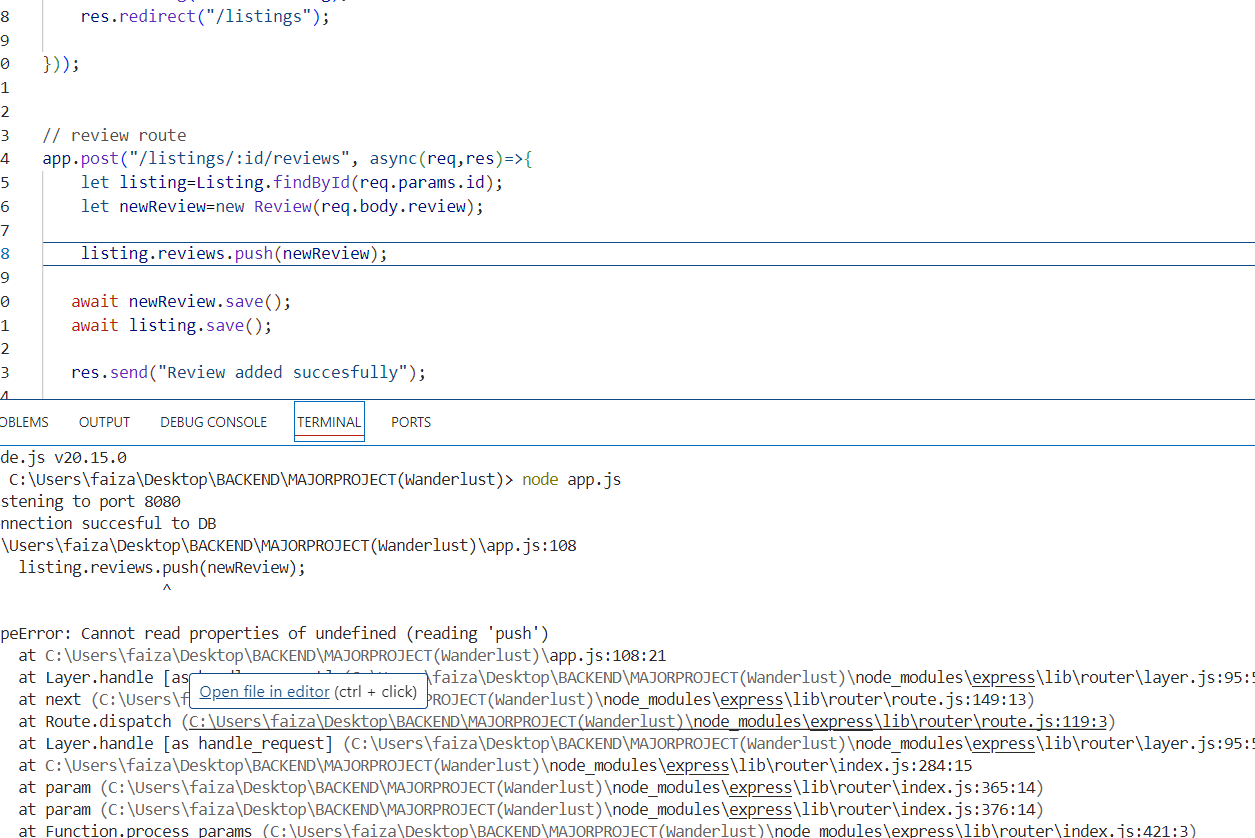 8 res.redirect("/listings");
9
0 }));
1
2
3 // review route
4 app.post("/listings/:id/reviews", async(req,res)=>{
5 let listing=Listing.findById(req.params.id);
6 let newReview=new Review(req.body.review);
7
8 listing.reviews.push(newReview);
9
0 await newReview.save();
1 await listing.save();
2
3 res.send("Review added succesfully");
4
OBLEMS OUTPUT DEBUG CONSOLE TERMINAL PORTS
de.js v20.15.0
C:\Users\faiza\Desktop\BACKEND\MAJORPROJECT(Wanderlust)> node app.js
stening to port 8080
nnection succesful to DB
\Users\faiza\Desktop\BACKEND\MAJORPROJECT(Wanderlust)\app.js:108
listing.reviews.push(newReview);
^
peError: Cannot read properties of undefined (reading 'push')
at C:\Users\faiza\Desktop\BACKEND\MAJORPROJECT(Wanderlust)\app.js:108:21
at Layer.handle [as \faiza\Desktop\BACKEND\MAJORPROJECT(Wanderlust)\node_modules\express\lib\router\layer.js:95:5
Open file in editor (ctrl + click)
at next (C:\Users\f PROJECT(Wanderlust)\node_modules\express\lib\router\route.js:149:13)
at Route.dispatch (C:\Users\faiza\Desktop\BACKEND\MAJORPROJECT(Wanderlust)\node_modules\express\lib\router\route.js:119:3)
at Layer.handle [as handle_request] (C:\Users\faiza\Desktop\BACKEND\MAJORPROJECT(Wanderlust)\node_modules\express\lib\router\layer.js:95:5
at C:\Users\faiza\Desktop\BACKEND\MAJORPROJECT(Wanderlust)\node_modules\express\lib\router\index.js:284:15
at param (C:\Users\faiza\Desktop\BACKEND\MAJORPROJECT(Wanderlust)\node_modules\express\lib\router\index.js:365:14)
at param (C:\Users\faiza\Desktop\BACKEND\MAJORPROJECT(Wanderlust)\node_modules\express\lib\router\index.js:376:14)
at Function.process_params (C:\Users\faiza\Desktop\BACKEND\MAJORPROJECT(Wanderlust)\node_modules\express\lib\router\index.js:421:3)